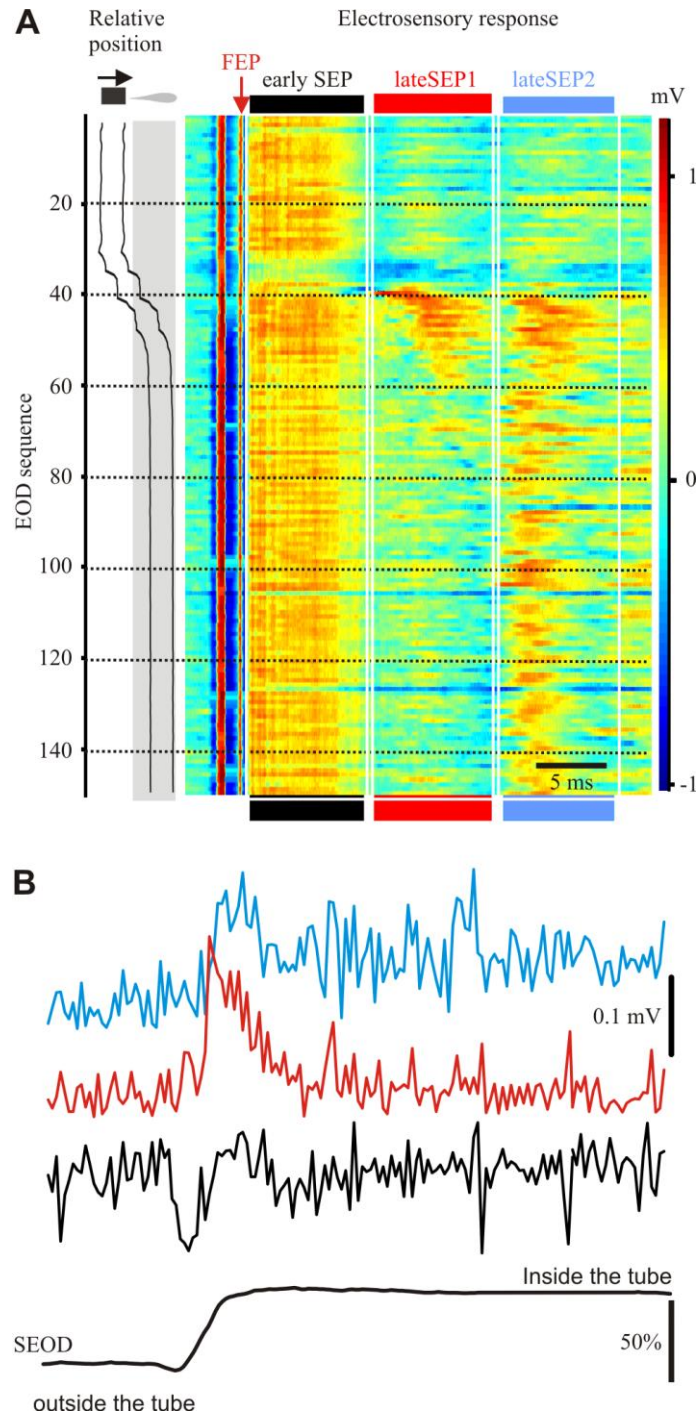 A
Relative
position
Electrosensory response
FEP
early SEP
lateSEP1
lateSEP2
mV
1
0
-1
EOD sequence
20
40
60
80
100
120
140
5 ms
B
0.1 mV
Inside the tube
SEOD
50%
outside the tube